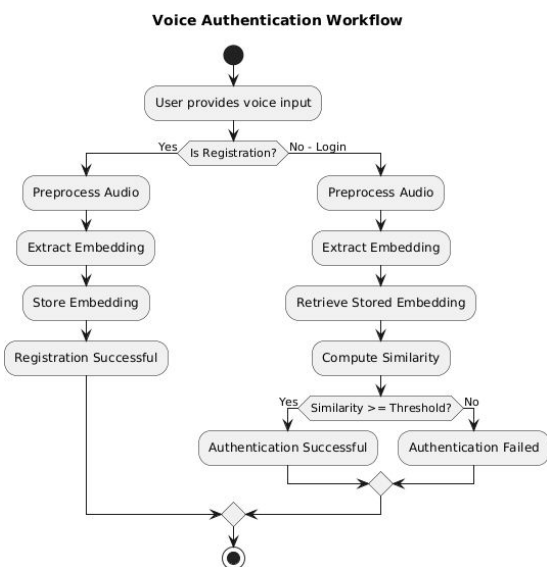 Voice Authentication Workflow
User provides voice input
Is Registration?
Yes
No - Login
Preprocess Audio
Extract Embedding
Store Embedding
Registration Successful
Preprocess Audio
Extract Embedding
Retrieve Stored Embedding
Compute Similarity
Similarity >= Threshold?
Yes
No
Authentication Successful
Authentication Failed